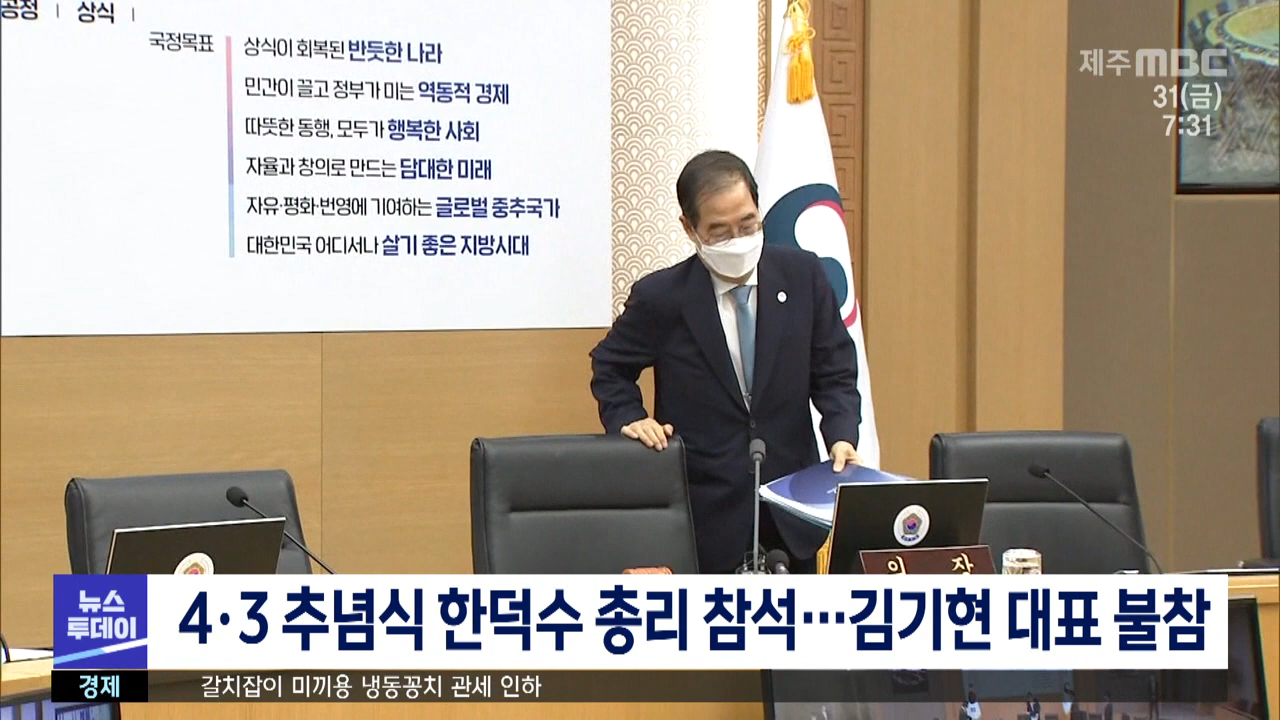 공정 | 상식 |
국정목표
상식이 회복된 반듯한 나라
민간이 끌고 정부가 미는 역동적 경제
따뜻한 동행, 모두가 행복한 사회
자율과 창의로 만드는 담대한 미래
자유·평화·번영에 기여하는 글로벌 중추국가
대한민국 어디서나 살기 좋은 지방시대
제주MBC
31(금)
7:31
의 장
뉴스
투데이
4·3 추념식 한덕수 총리 참석…김기현 대표 불참
경제
갈치잡이 미끼용 냉동꽁치 관세 인하